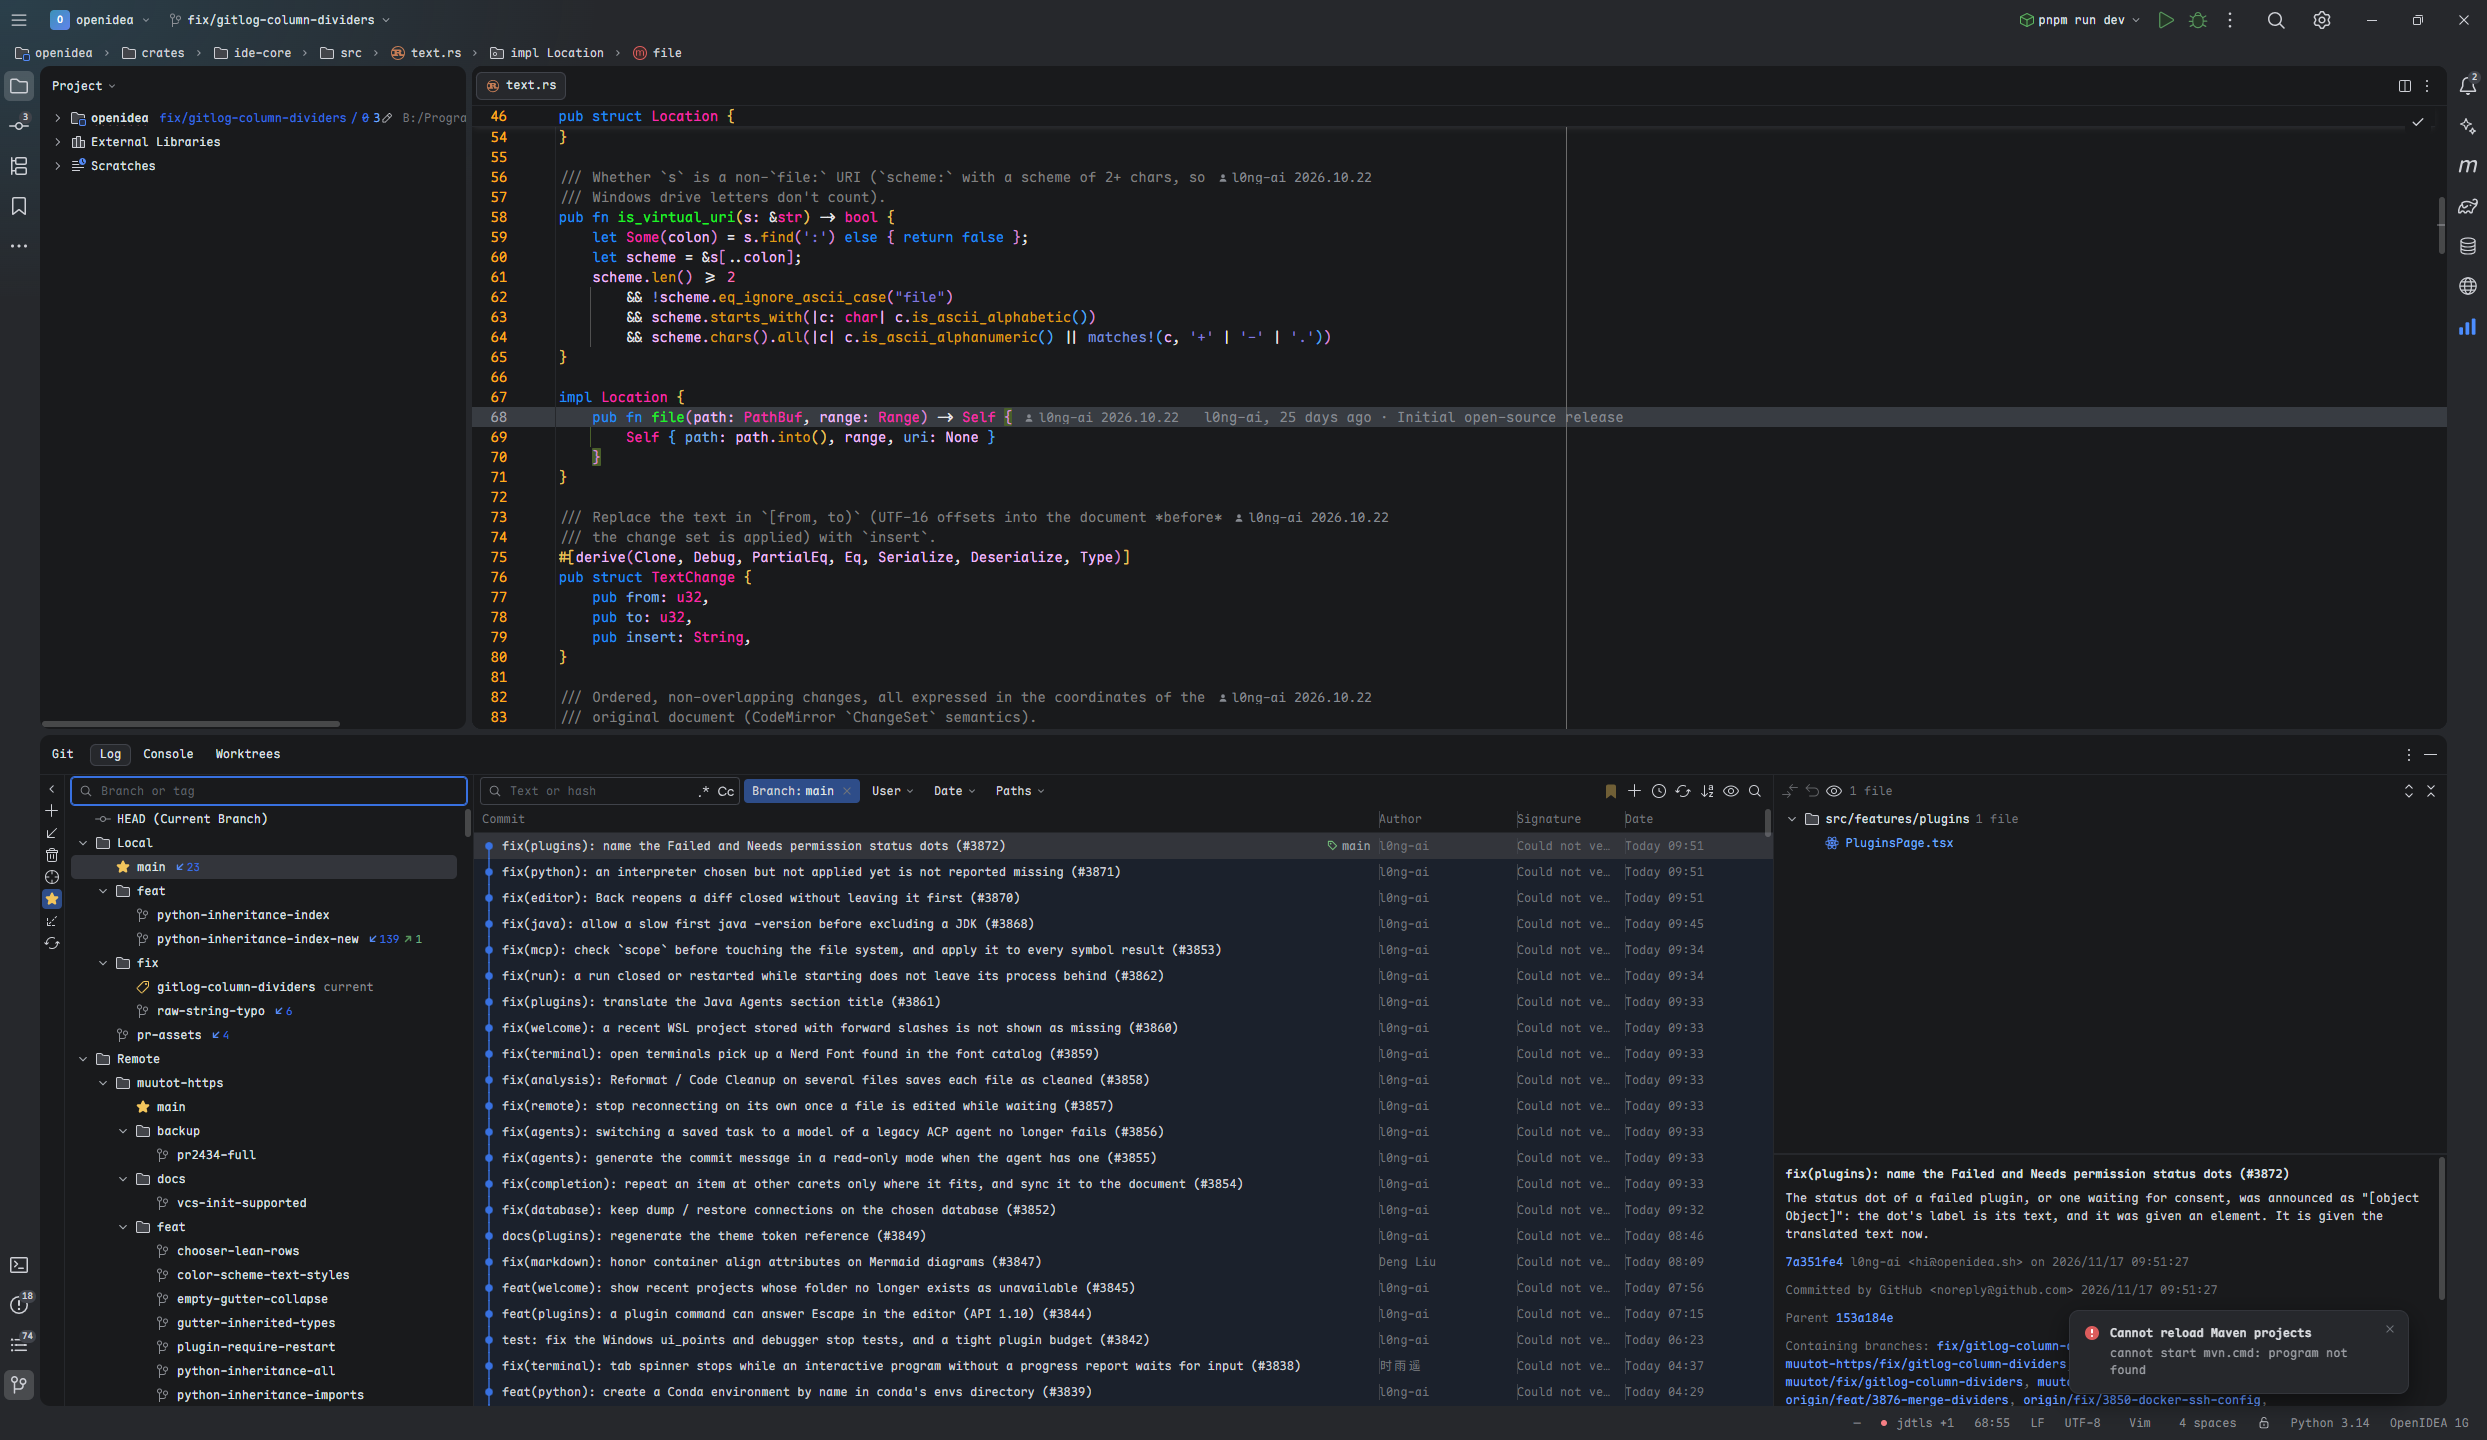 O openidea fix/gitlog-column-dividers pnpm run dev
openidea crates ide-core src text.rs impl Location m file
Project
openidea fix/gitlog-column-dividers / 3 B:/Progra
External Libraries
Scratches
3
18
74
2
m
text.rs
46 pub struct Location {
54 }
55
56 /// Whether `s` is a non-`file:` URI (`scheme:` with a scheme of 2+ chars, so l0ng-ai 2026.10.22
57 /// Windows drive letters don't count).
58 pub fn is_virtual_uri(s: &str) → bool {
59 let Some(colon) = s.find(':') else { return false };
60 let scheme = &s[..colon];
61 scheme.len() ⩾ 2
62 && !scheme.eq_ignore_ascii_case("file")
63 && scheme.starts_with(|c: char| c.is_ascii_alphabetic())
64 && scheme.chars().all(|c| c.is_ascii_alphanumeric() || matches!(c, '+' | '-' | '.'))
65 }
66
67 impl Location {
68 pub fn file(path: PathBuf, range: Range) → Self { l0ng-ai 2026.10.22 l0ng-ai, 25 days ago · Initial open-source release
69 Self { path: path.into(), range, uri: None }
70 }
71 }
72
73 /// Replace the text in `[from, to)` (UTF-16 offsets into the document *before* l0ng-ai 2026.10.22
74 /// the change set is applied) with `insert`.
75 #[derive(Clone, Debug, PartialEq, Eq, Serialize, Deserialize, Type)]
76 pub struct TextChange {
77 pub from: u32,
78 pub to: u32,
79 pub insert: String,
80 }
81
82 /// Ordered, non-overlapping changes, all expressed in the coordinates of the l0ng-ai 2026.10.22
83 /// original document (CodeMirror `ChangeSet` semantics).
Git Log Console Worktrees
Branch or tag
HEAD (Current Branch)
Local
main 23
feat
python-inheritance-index
python-inheritance-index-new 139 1
fix
gitlog-column-dividers current
raw-string-typo 6
pr-assets 4
Remote
muutot-https
main
backup
pr2434-full
docs
vcs-init-supported
feat
chooser-lean-rows
color-scheme-text-styles
empty-gutter-collapse
gutter-inherited-types
plugin-require-restart
python-inheritance-all
python-inheritance-imports
Text or hash .* Cc Branch: main × User Date Paths
Commit Author Signature Date
fix(plugins): name the Failed and Needs permission status dots (#3872) main l0ng-ai Could not ve… Today 09:51
fix(python): an interpreter chosen but not applied yet is not reported missing (#3871) l0ng-ai Could not ve… Today 09:51
fix(editor): Back reopens a diff closed without leaving it first (#3870) l0ng-ai Could not ve… Today 09:51
fix(java): allow a slow first java -version before excluding a JDK (#3868) l0ng-ai Could not ve… Today 09:45
fix(mcp): check `scope` before touching the file system, and apply it to every symbol result (#3853) l0ng-ai Could not ve… Today 09:34
fix(run): a run closed or restarted while starting does not leave its process behind (#3862) l0ng-ai Could not ve… Today 09:34
fix(plugins): translate the Java Agents section title (#3861) l0ng-ai Could not ve… Today 09:33
fix(welcome): a recent WSL project stored with forward slashes is not shown as missing (#3860) l0ng-ai Could not ve… Today 09:33
fix(terminal): open terminals pick up a Nerd Font found in the font catalog (#3859) l0ng-ai Could not ve… Today 09:33
fix(analysis): Reformat / Code Cleanup on several files saves each file as cleaned (#3858) l0ng-ai Could not ve… Today 09:33
fix(remote): stop reconnecting on its own once a file is edited while waiting (#3857) l0ng-ai Could not ve… Today 09:33
fix(agents): switching a saved task to a model of a legacy ACP agent no longer fails (#3856) l0ng-ai Could not ve… Today 09:33
fix(agents): generate the commit message in a read-only mode when the agent has one (#3855) l0ng-ai Could not ve… Today 09:33
fix(completion): repeat an item at other carets only where it fits, and sync it to the document (#3854) l0ng-ai Could not ve… Today 09:33
fix(database): keep dump / restore connections on the chosen database (#3852) l0ng-ai Could not ve… Today 09:32
docs(plugins): regenerate the theme token reference (#3849) l0ng-ai Could not ve… Today 08:46
fix(markdown): honor container align attributes on Mermaid diagrams (#3847) Deng Liu Could not ve… Today 08:09
feat(welcome): show recent projects whose folder no longer exists as unavailable (#3845) l0ng-ai Could not ve… Today 07:56
feat(plugins): a plugin command can answer Escape in the editor (API 1.10) (#3844) l0ng-ai Could not ve… Today 07:15
test: fix the Windows ui_points and debugger stop tests, and a tight plugin budget (#3842) l0ng-ai Could not ve… Today 06:23
fix(terminal): tab spinner stops while an interactive program without a progress report waits for input (#3838) 时雨遥 Could not ve… Today 04:37
feat(python): create a Conda environment by name in conda's envs directory (#3839) l0ng-ai Could not ve… Today 04:29
1 file
src/features/plugins 1 file
PluginsPage.tsx
fix(plugins): name the Failed and Needs permission status dots (#3872)
The status dot of a failed plugin, or one waiting for consent, was announced as "[object
Object]": the dot's label is its text, and it was given an element. It is given the
translated text now.
7a351fe4 l0ng-ai <hi@openidea.sh> on 2026/11/17 09:51:27
Committed by GitHub <noreply@github.com> 2026/11/17 09:51:27
Parent 153a184e
Containing branches: fix/gitlog-column-d
muutot-https/fix/gitlog-column-dividers
muutot/fix/gitlog-column-dividers, muut
origin/feat/3876-merge-dividers, origin/fix/3850-docker-ssh-config,
Cannot reload Maven projects
cannot start mvn.cmd: program not
found
jdtls +1 68:55 LF UTF-8 Vim 4 spaces Python 3.14 OpenIDEA 1G